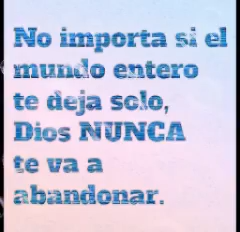 No importa si el
mundo entero
te deja solo,
Dios NUNCA
te va a
abandonar.